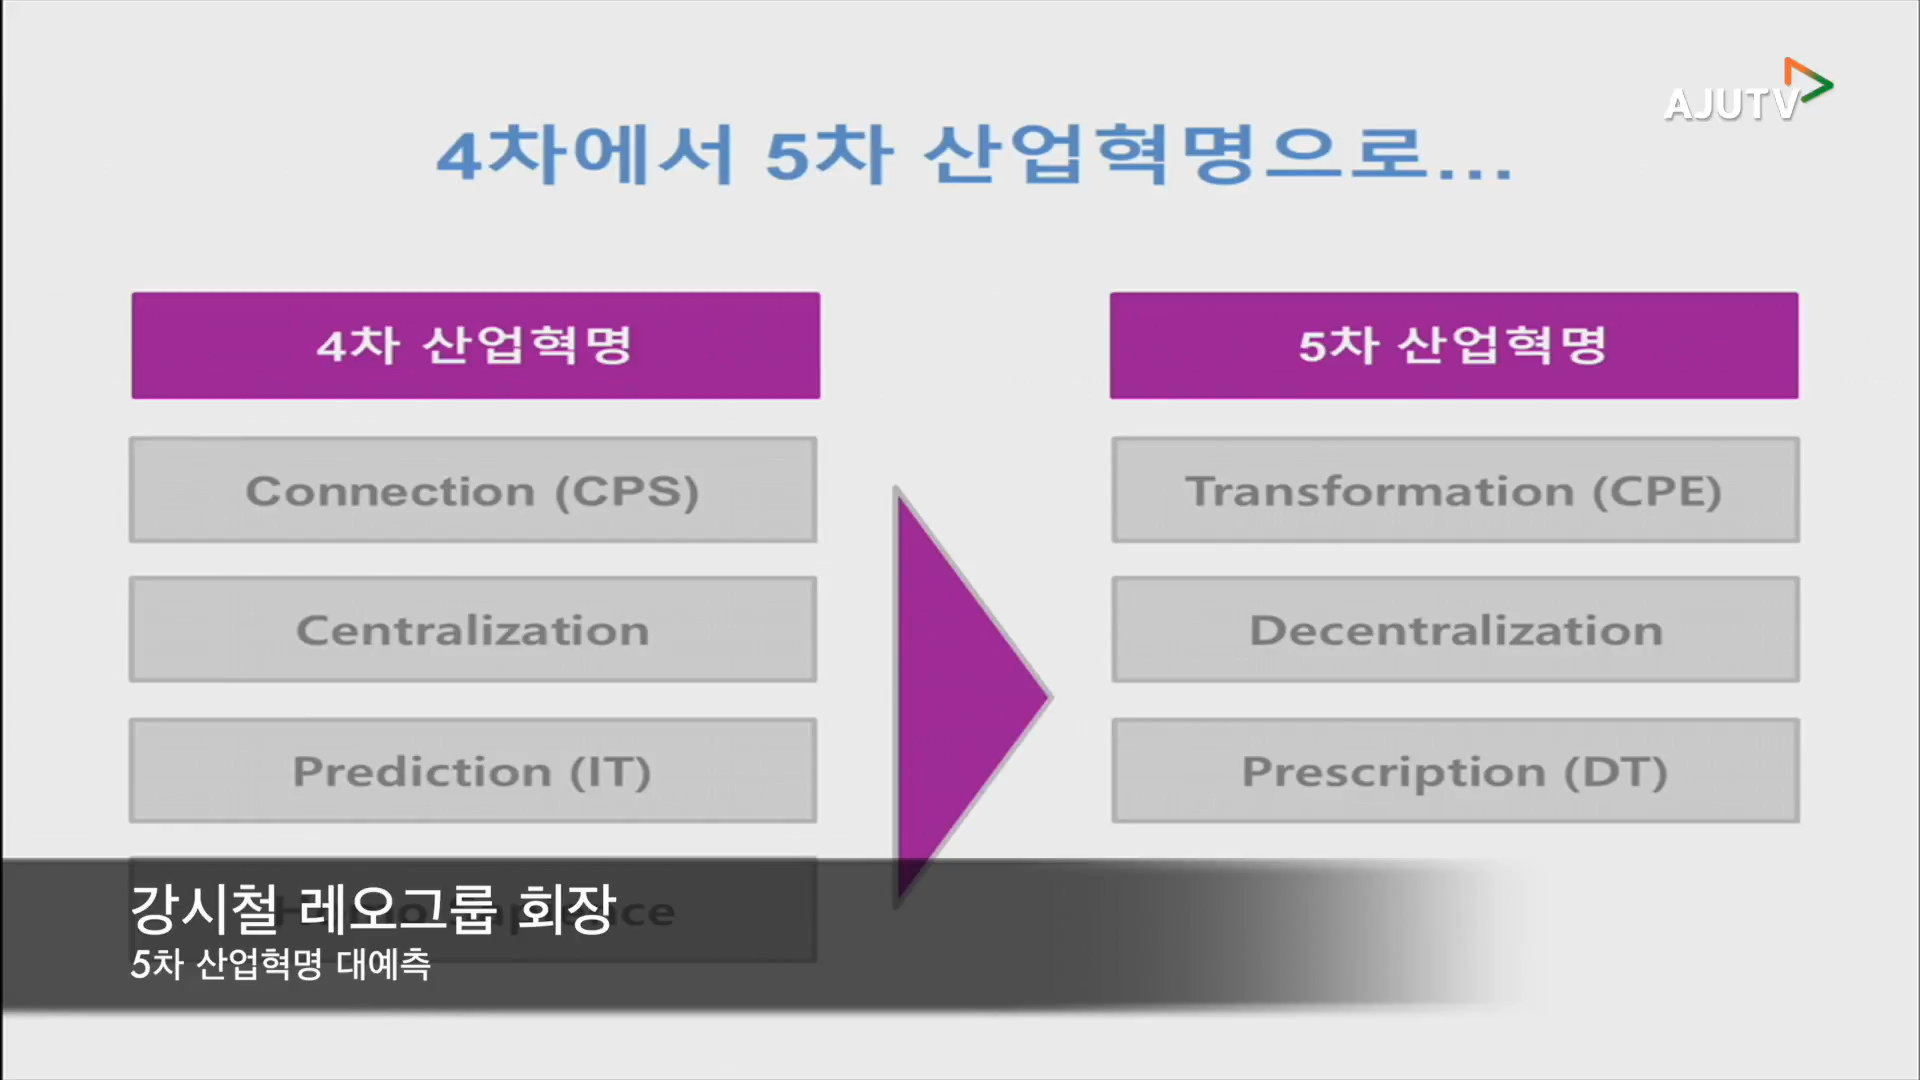 AJUTV
4차에서 5차 산업혁명으로...
4차 산업혁명
Connection (CPS)
Centralization
Prediction (IT)
5차 산업혁명
Transformation (CPE)
Decentralization
Prescription (DT)
강시철 레오그룹 회장
5차 산업혁명 대예측